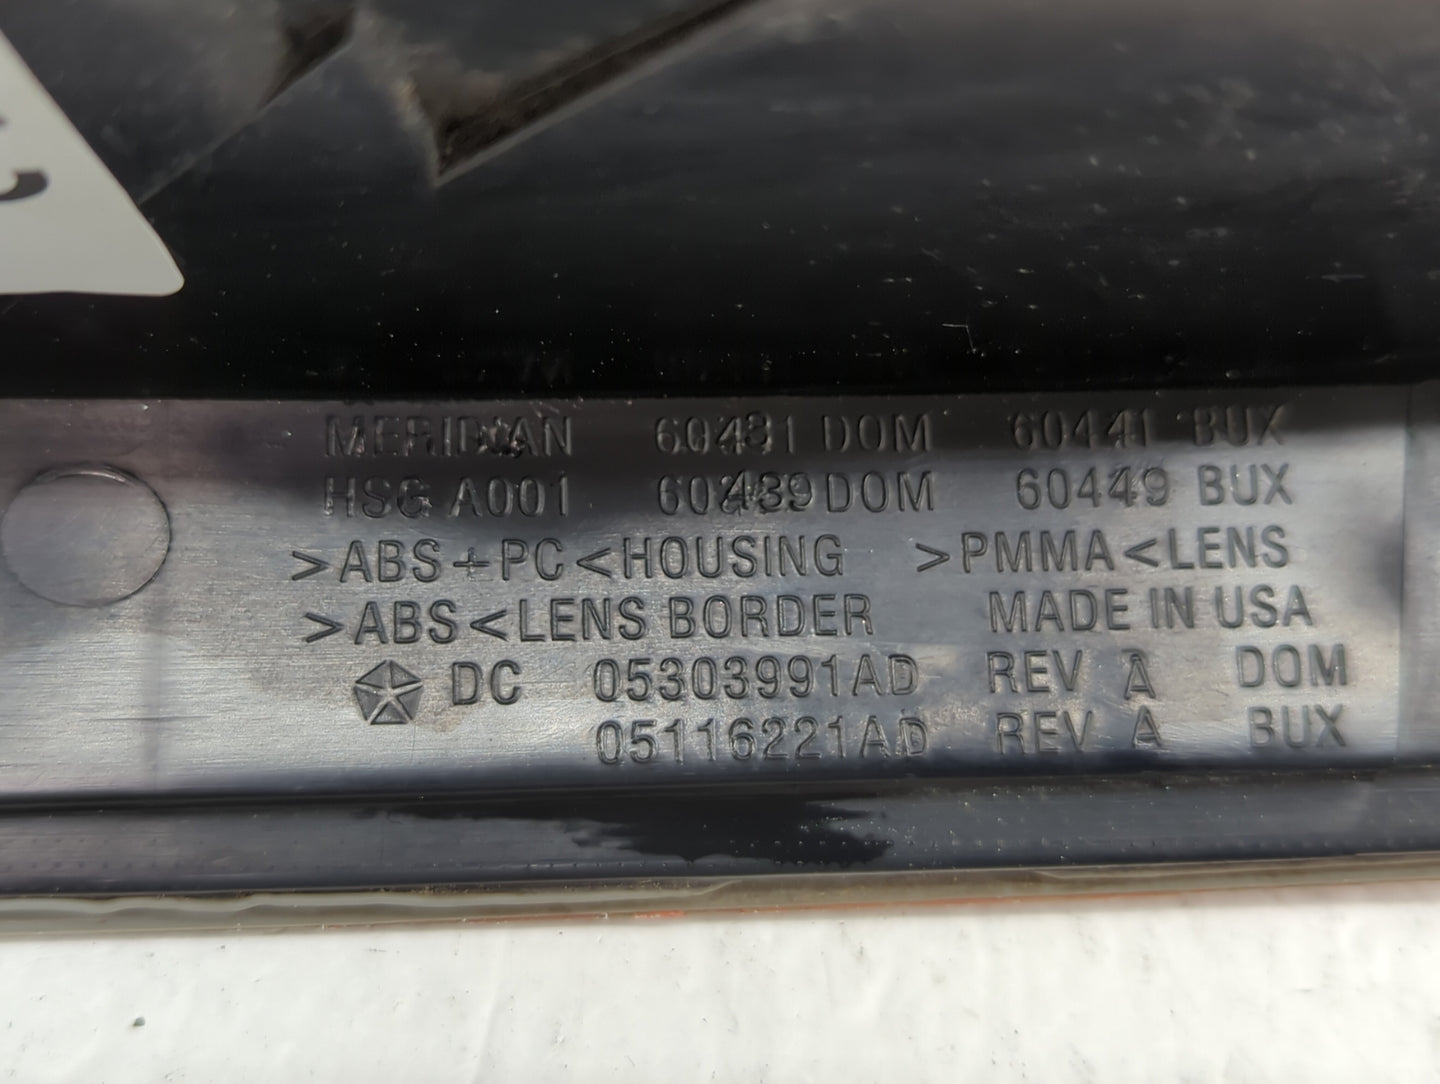 MERIDIAN 60431 DOM 60441 BUX
HSG A001 DOM 60449 BUX
>ABS+PC<HOUSING >PMMA<LENS
>ABS<LENS BORDER MADE IN USA
DC 05303991AD REV A DOM
05116221AD REV A BUX